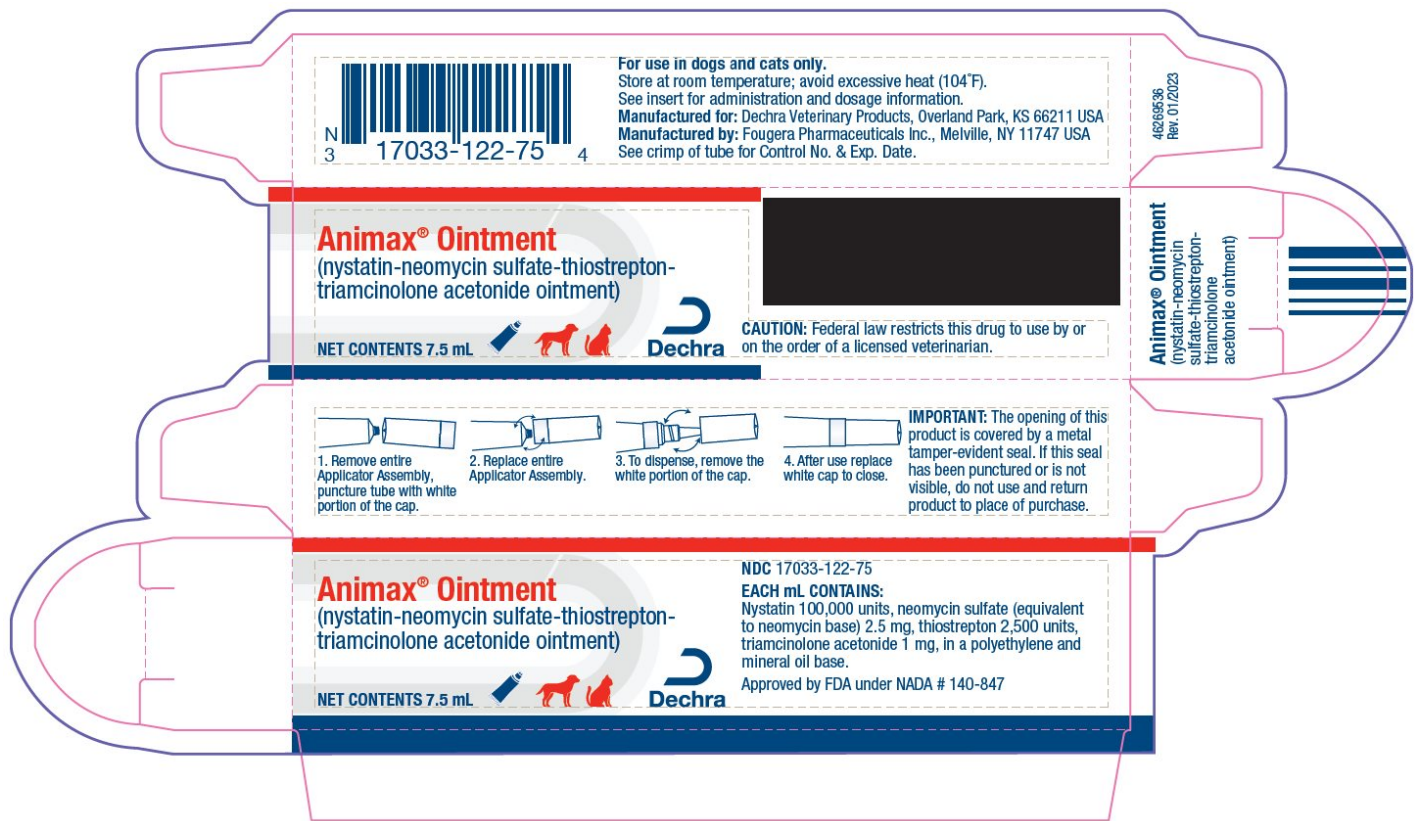 For use in dogs and cats only.
Store at room temperature; avoid excessive heat (104˚F).
See insert for administration and dosage information.
Manufactured for: Dechra Veterinary Products, Overland Park, KS 66211 USA
Manufactured by: Fougera Pharmaceuticals Inc., Melville, NY 11747 USA
See crimp of tube for Control No. & Exp. Date.
N
3 17033-122-75 4
46269536
Rev. 01/2023
Animax® Ointment
(nystatin-neomycin sulfate-thiostrepton-
triamcinolone acetonide ointment)
NET CONTENTS 7.5 mL
Dechra
CAUTION: Federal law restricts this drug to use by or
on the order of a licensed veterinarian.
Animax® Ointment
(nystatin-neomycin
sulfate-thiostrepton-
triamcinolone
acetonide ointment)
1. Remove entire
Applicator Assembly,
puncture tube with white
portion of the cap.
2. Replace entire
Applicator Assembly.
3. To dispense, remove the
white portion of the cap.
4. After use replace
white cap to close.
IMPORTANT: The opening of this
product is covered by a metal
tamper-evident seal. If this seal
has been punctured or is not
visible, do not use and return
product to place of purchase.
Animax® Ointment
(nystatin-neomycin sulfate-thiostrepton-
triamcinolone acetonide ointment)
NET CONTENTS 7.5 mL
Dechra
NDC 17033-122-75
EACH mL CONTAINS:
Nystatin 100,000 units, neomycin sulfate (equivalent
to neomycin base) 2.5 mg, thiostrepton 2,500 units,
triamcinolone acetonide 1 mg, in a polyethylene and
mineral oil base.
Approved by FDA under NADA # 140-847